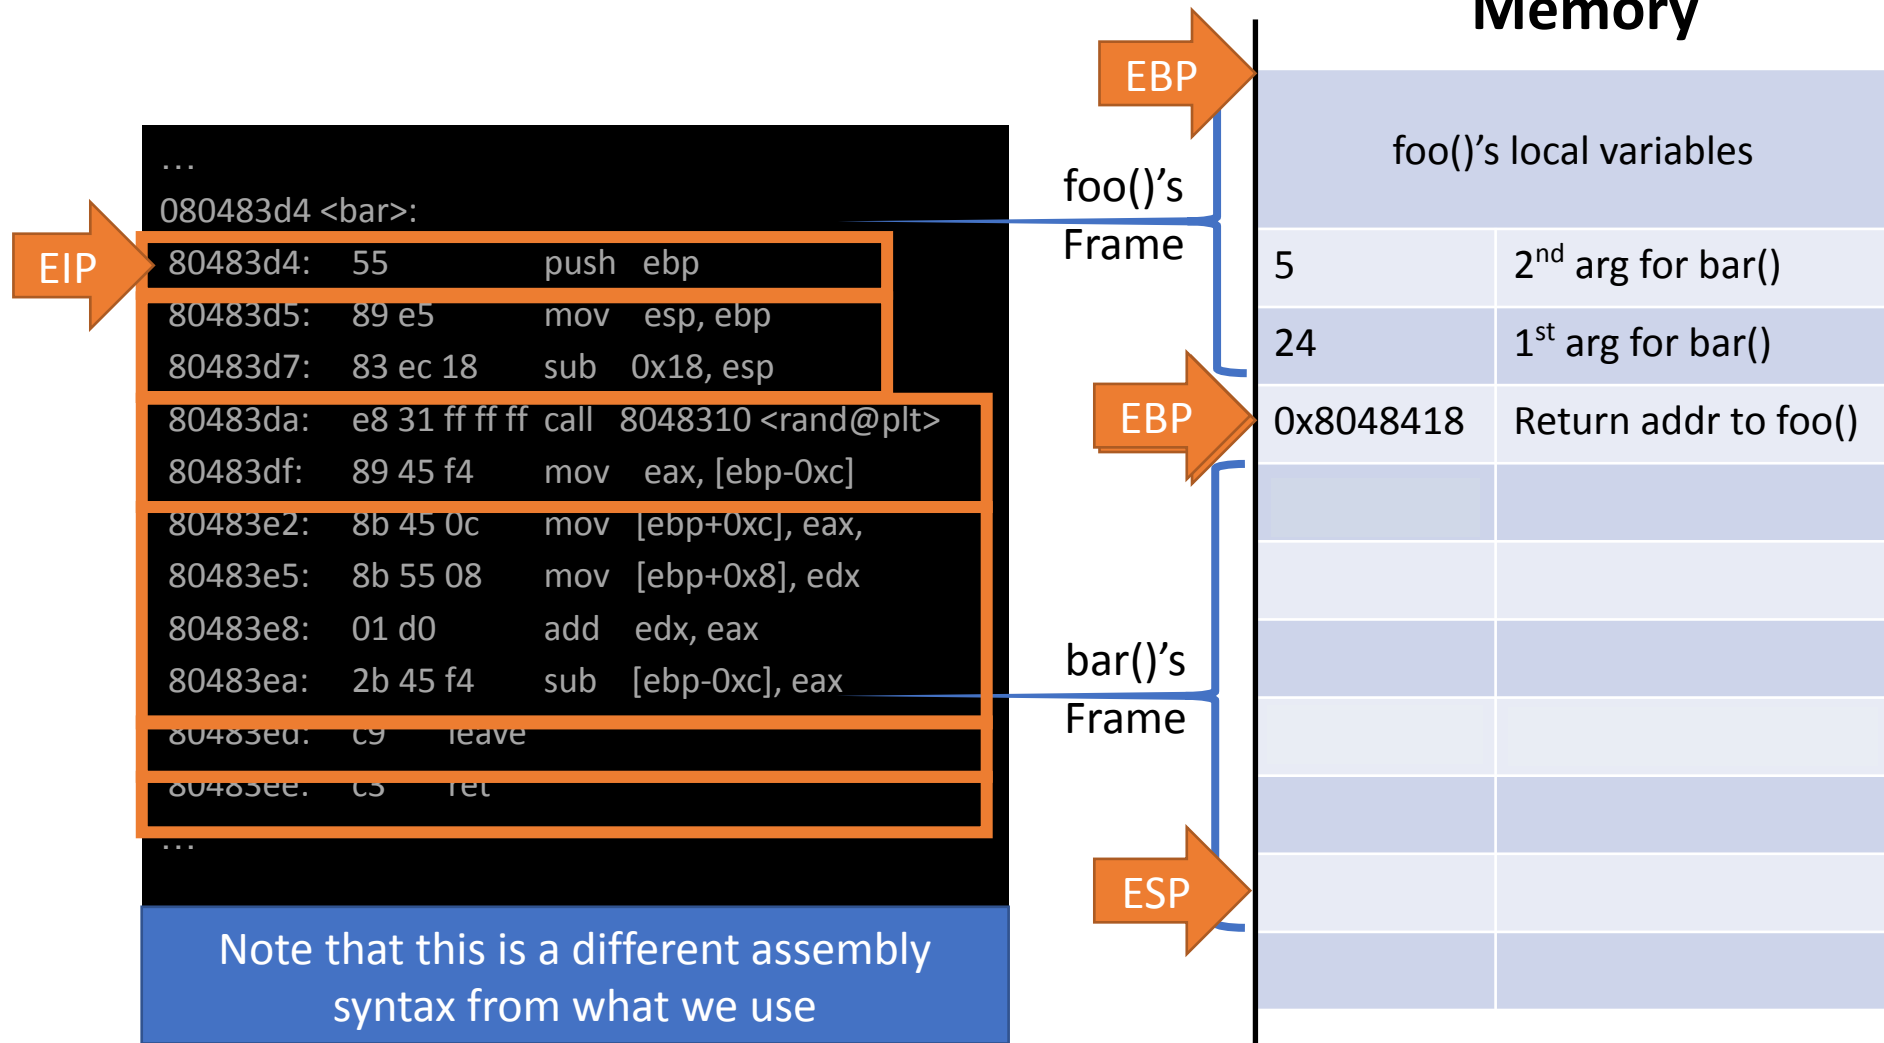 Memory
EBP
foo()'s local variables
…
080483d4 <bar>:
foo()'s
Frame
EIP
80483d4: 55 push ebp
5 2nd arg for bar()
80483d5: 89 e5 mov esp, ebp
24 1st arg for bar()
80483d7: 83 ec 18 sub 0x18, esp
80483da: e8 31 ff ff ff call 8048310 <rand@plt>
EBP
0x8048418 Return addr to foo()
80483df: 89 45 f4 mov eax, [ebp-0xc]
80483e2: 8b 45 0c mov [ebp+0xc], eax,
80483e5: 8b 55 08 mov [ebp+0x8], edx
80483e8: 01 d0 add edx, eax
80483ea: 2b 45 f4 sub [ebp-0xc], eax
bar()'s
Frame
80483ed: c9 leave
80483ee: c3 ret
…
ESP
Note that this is a different assembly
syntax from what we use